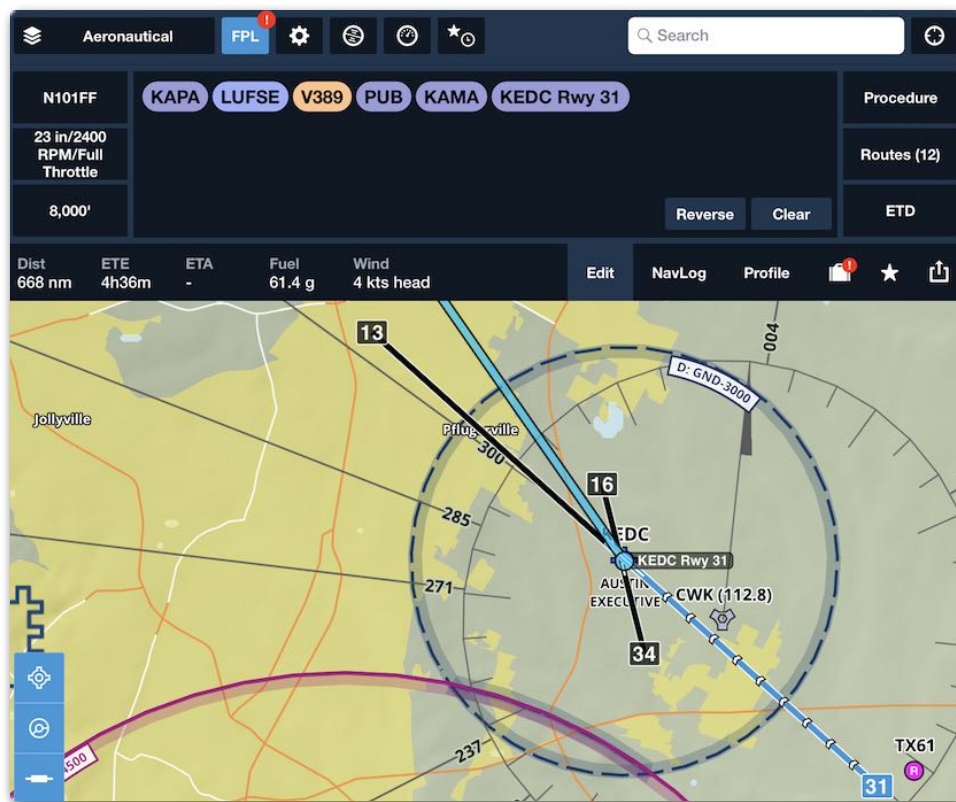 Aeronautical
FPL
!
Search
N101FF
KAPA LUFSE V389 PUB KAMA KEDC Rwy 31
Procedure
23 in/2400
RPM/Full
Throttle
Routes (12)
8,000'
Reverse
Clear
ETD
Dist
668 nm
ETE
4h36m
ETA
-
Fuel
61.4 g
Wind
4 kts head
Edit
NavLog
Profile
!
13
004
D: GND-3000
Jollyville
Pflugerville
300
16
285
KEDC
KEDC Rwy 31
271
AUSTIN
EXECUTIVE
CWK (112.8)
34
237
4500
TX61
R
31